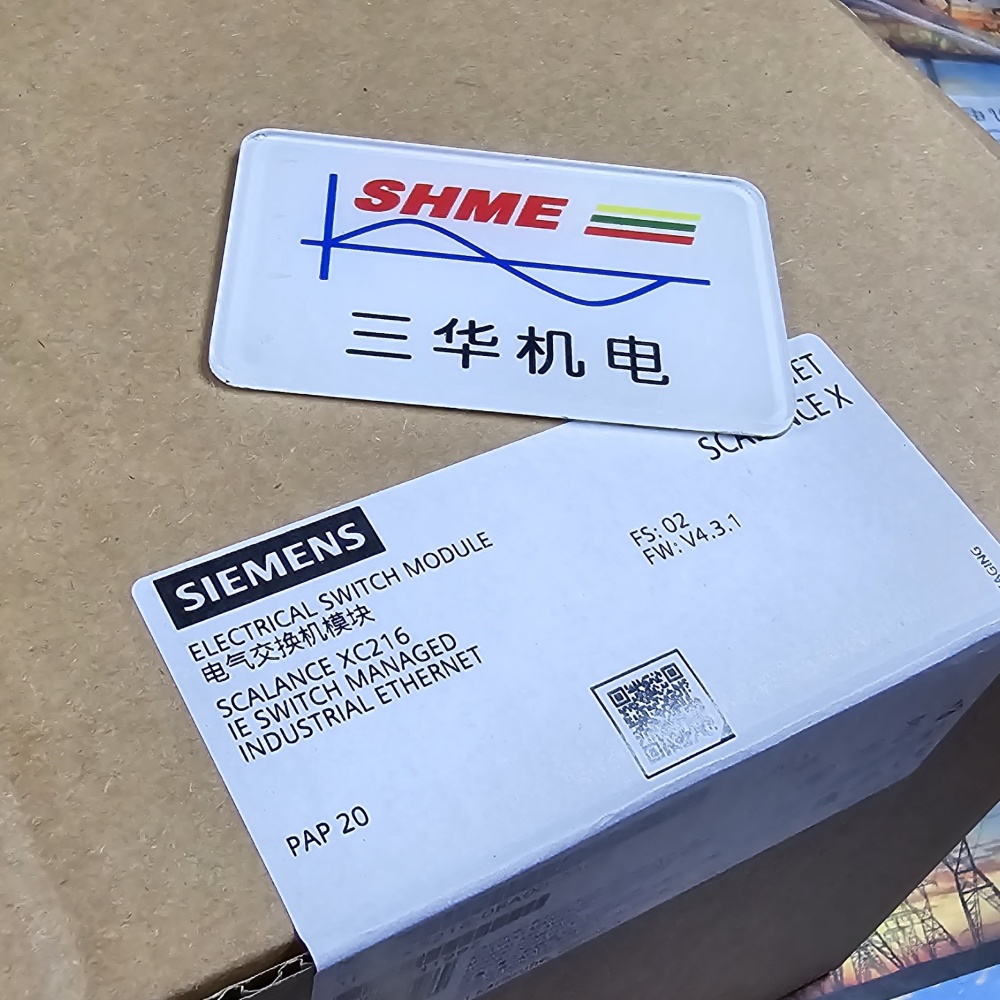 SHME
三华机电
SCALANCE X
SIEMENS
ELECTRICAL SWITCH MODULE
电气交换机模块
SCALANCE XC216
IE SWITCH MANAGED
INDUSTRIAL ETHERNET
FS: 02
FW: V4.3.1
PAP 20